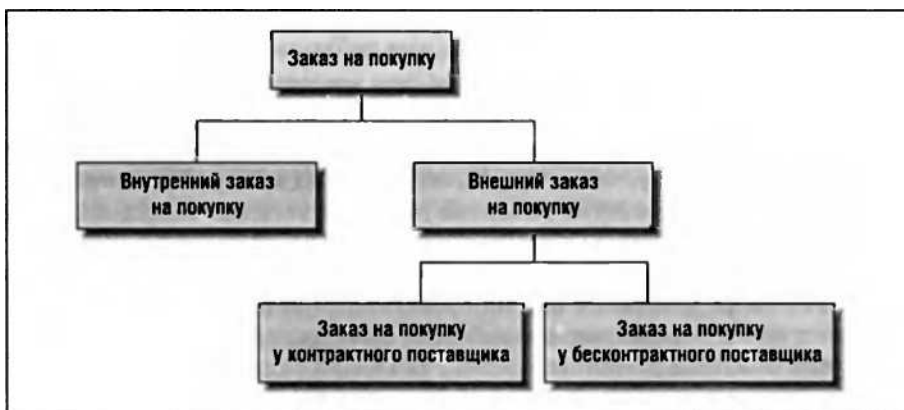 Заказ на покупку
Внутренний заказ
на покупку
Внешний заказ
на покупку
Заказ на покупку
у контрактного поставщика
Заказ на покупку
у бесконтрактного поставщика